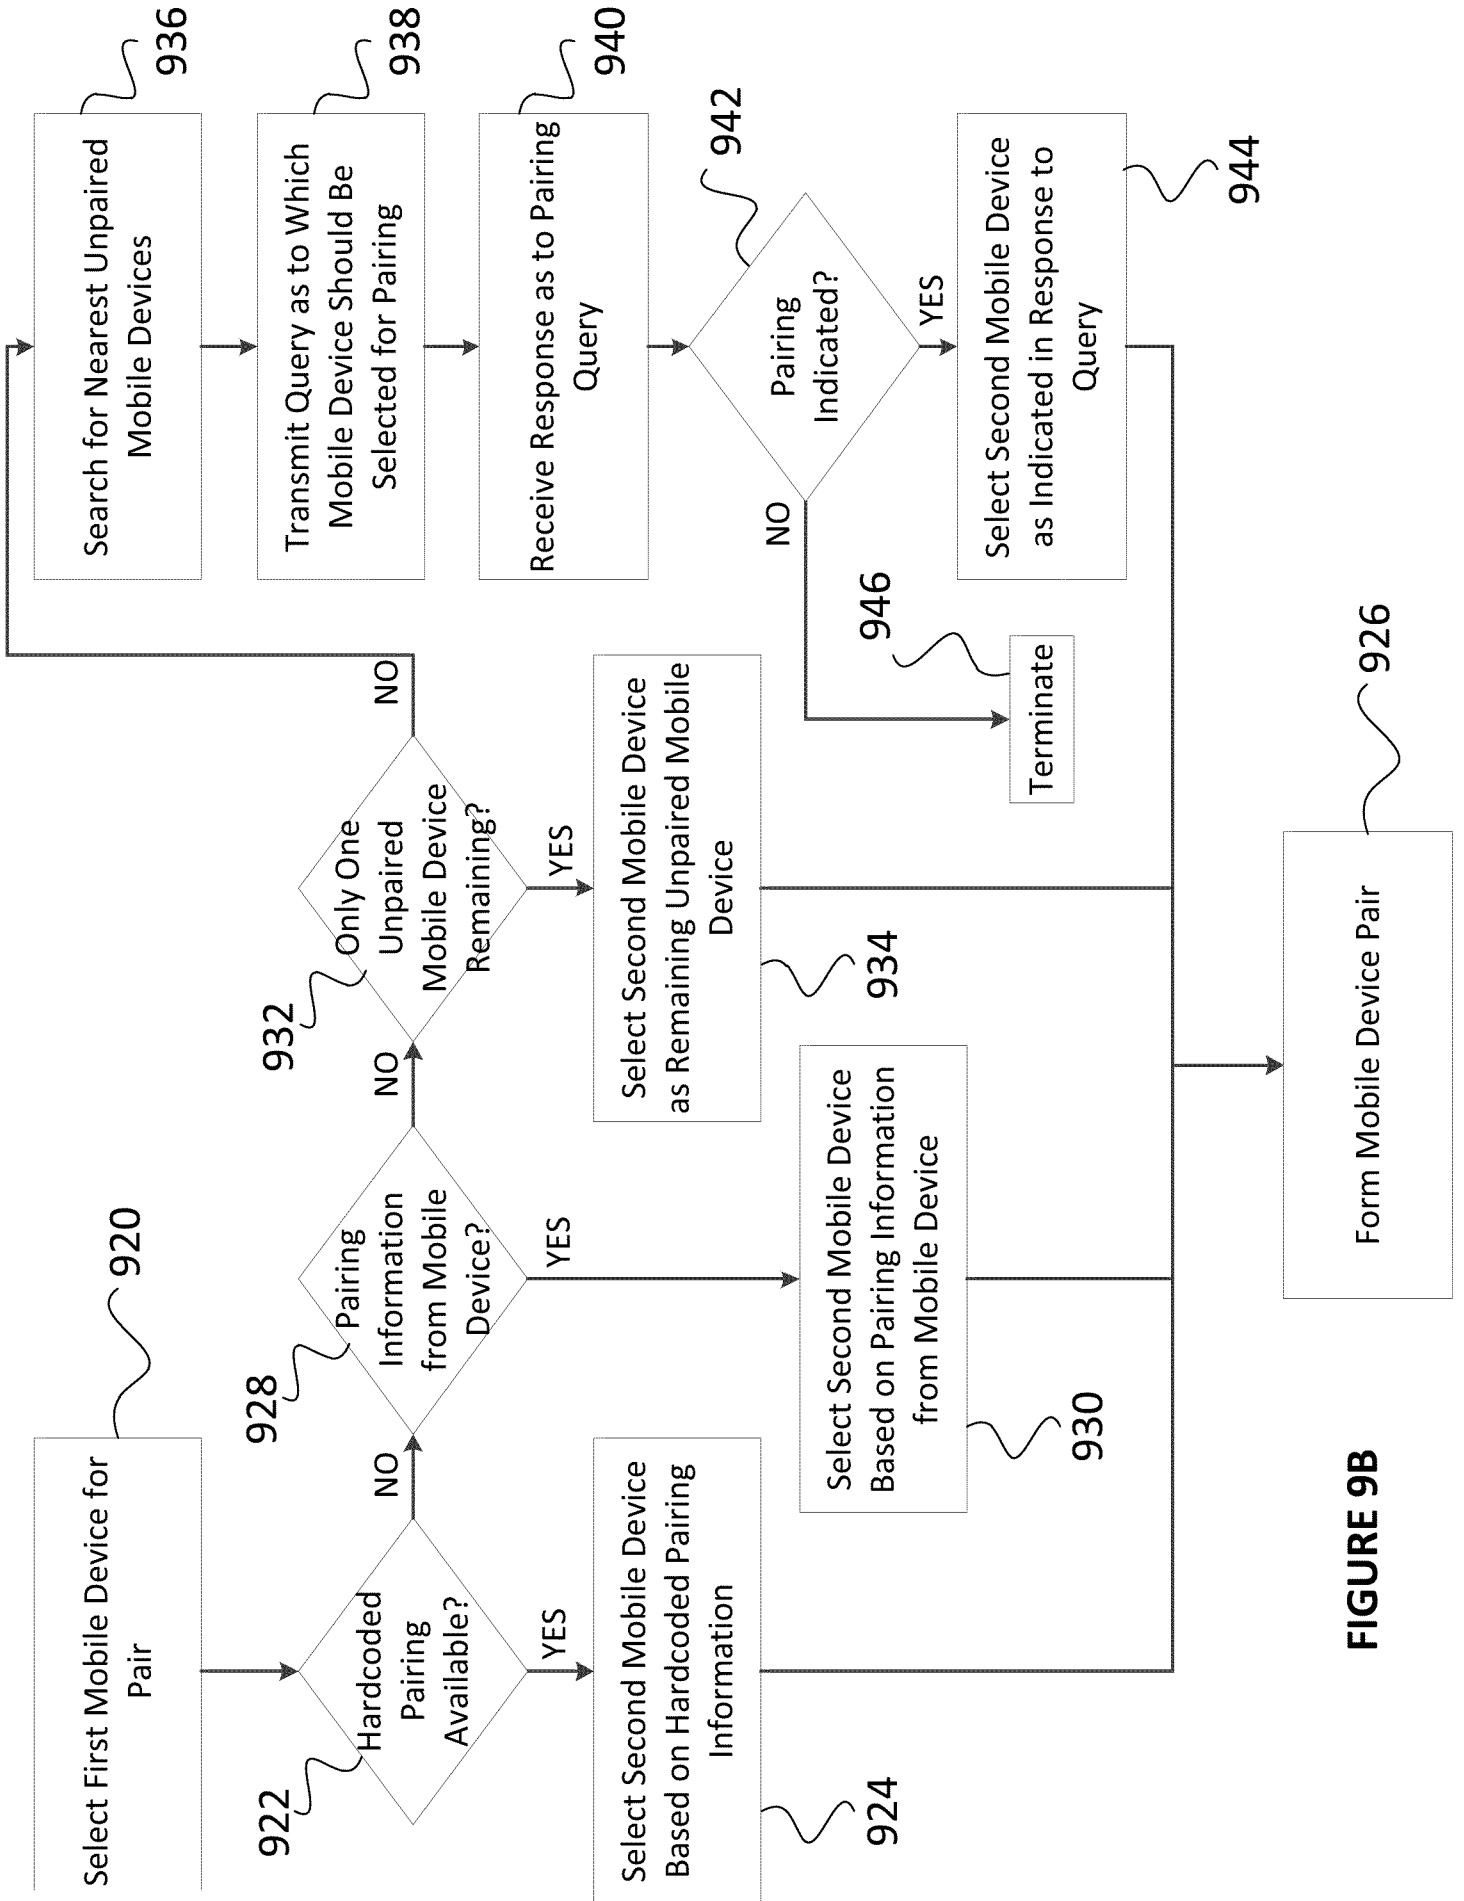 Select First Mobile Device for
Pair
920
Hardcoded
Pairing
Available?
922
NO
YES
Select Second Mobile Device
Based on Hardcoded Pairing
Information
924
Pairing
Information
from Mobile
Device?
928
NO
YES
Select Second Mobile Device
Based on Pairing Information
from Mobile Device
930
Only One
Unpaired
Mobile Device
Remaining?
932
NO
YES
Select Second Mobile Device
as Remaining Unpaired Mobile
Device
934
Search for Nearest Unpaired
Mobile Devices
936
Transmit Query as to Which
Mobile Device Should Be
Selected for Pairing
938
Receive Response as to Pairing
Query
940
Pairing
Indicated?
942
NO
YES
Terminate
946
Select Second Mobile Device
as Indicated in Response to
Query
944
Form Mobile Device Pair
926
FIGURE 9B